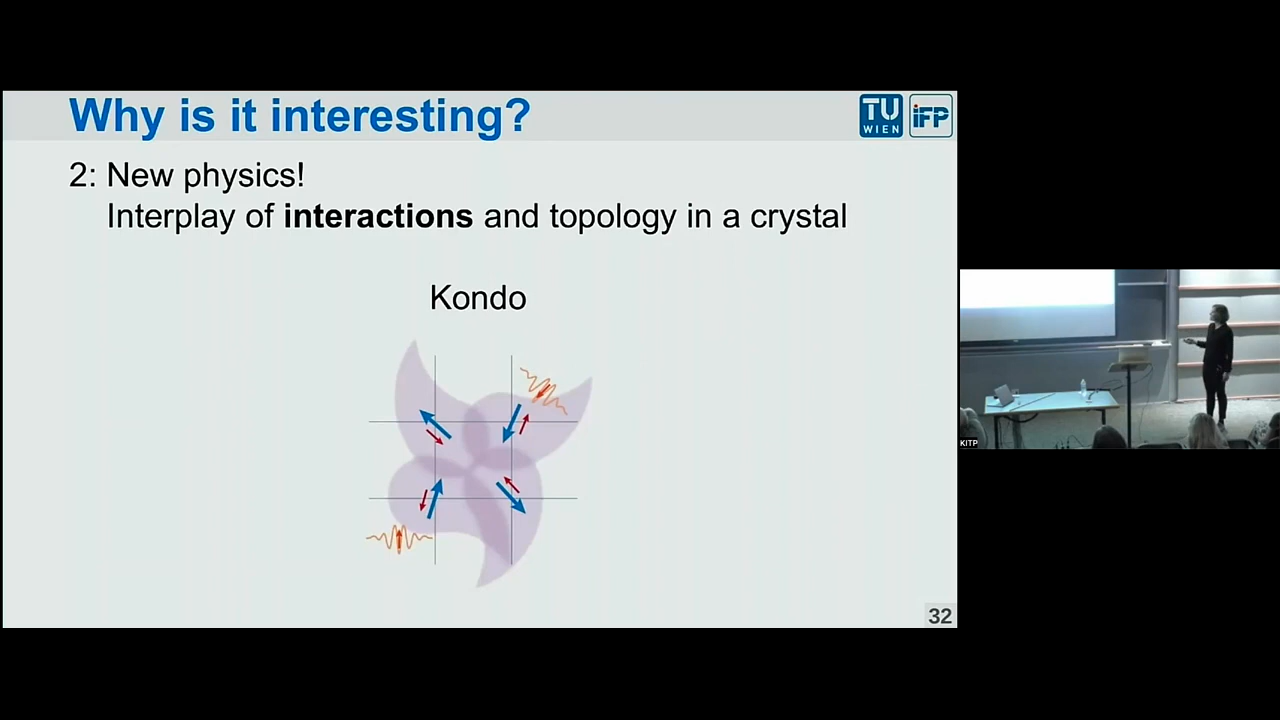 Why is it interesting?
TU
WIEN
iFP
2: New physics!
Interplay of interactions and topology in a crystal
Kondo
32
KITP